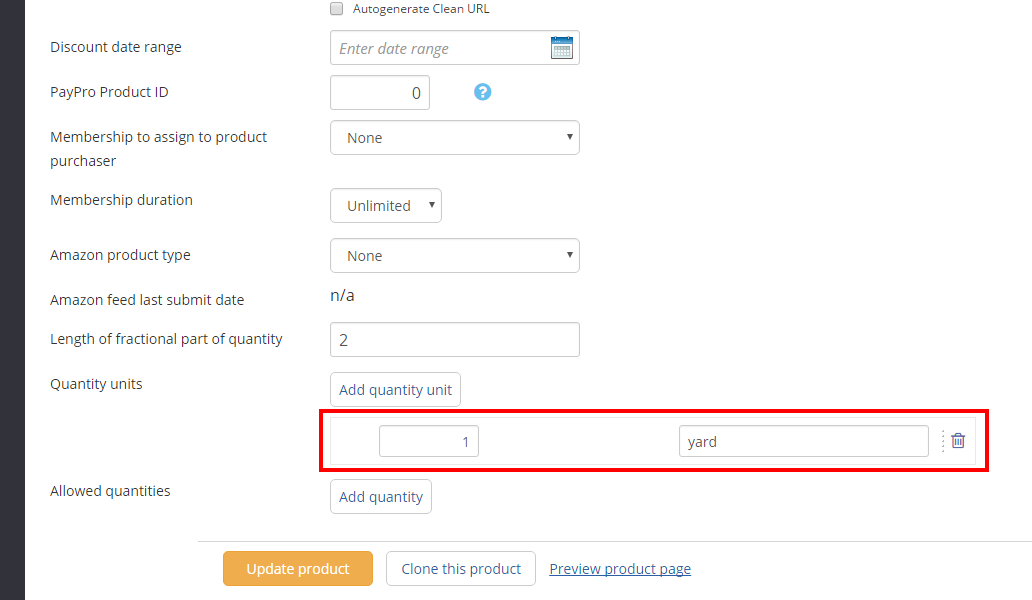 Autogenerate Clean URL
Discount date range
Enter date range
PayPro Product ID
0
?
Membership to assign to product
purchaser
None
Membership duration
Unlimited
Amazon product type
None
Amazon feed last submit date
n/a
Length of fractional part of quantity
2
Quantity units
Add quantity unit
1 yard
Allowed quantities
Add quantity
Update product Clone this product Preview product page